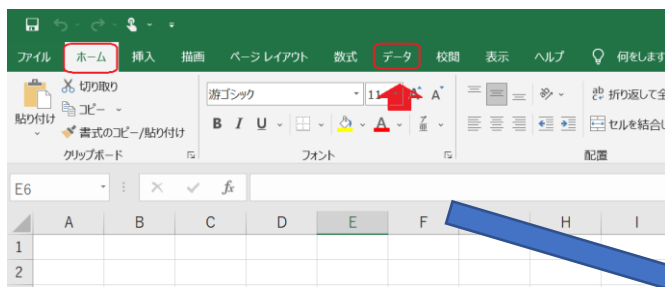 ファイル ホーム 挿入 描画 ページ レイアウト 数式 データ 校閲 表示 ヘルプ 何をします
貼り付け
切り取り
コピー
書式のコピー/貼り付け
クリップボード
游ゴシック 11 A A
B I U A
フォント
ab 折り返して全
セルを結合し
配置
E6 fx
A B C D E F H I
1
2